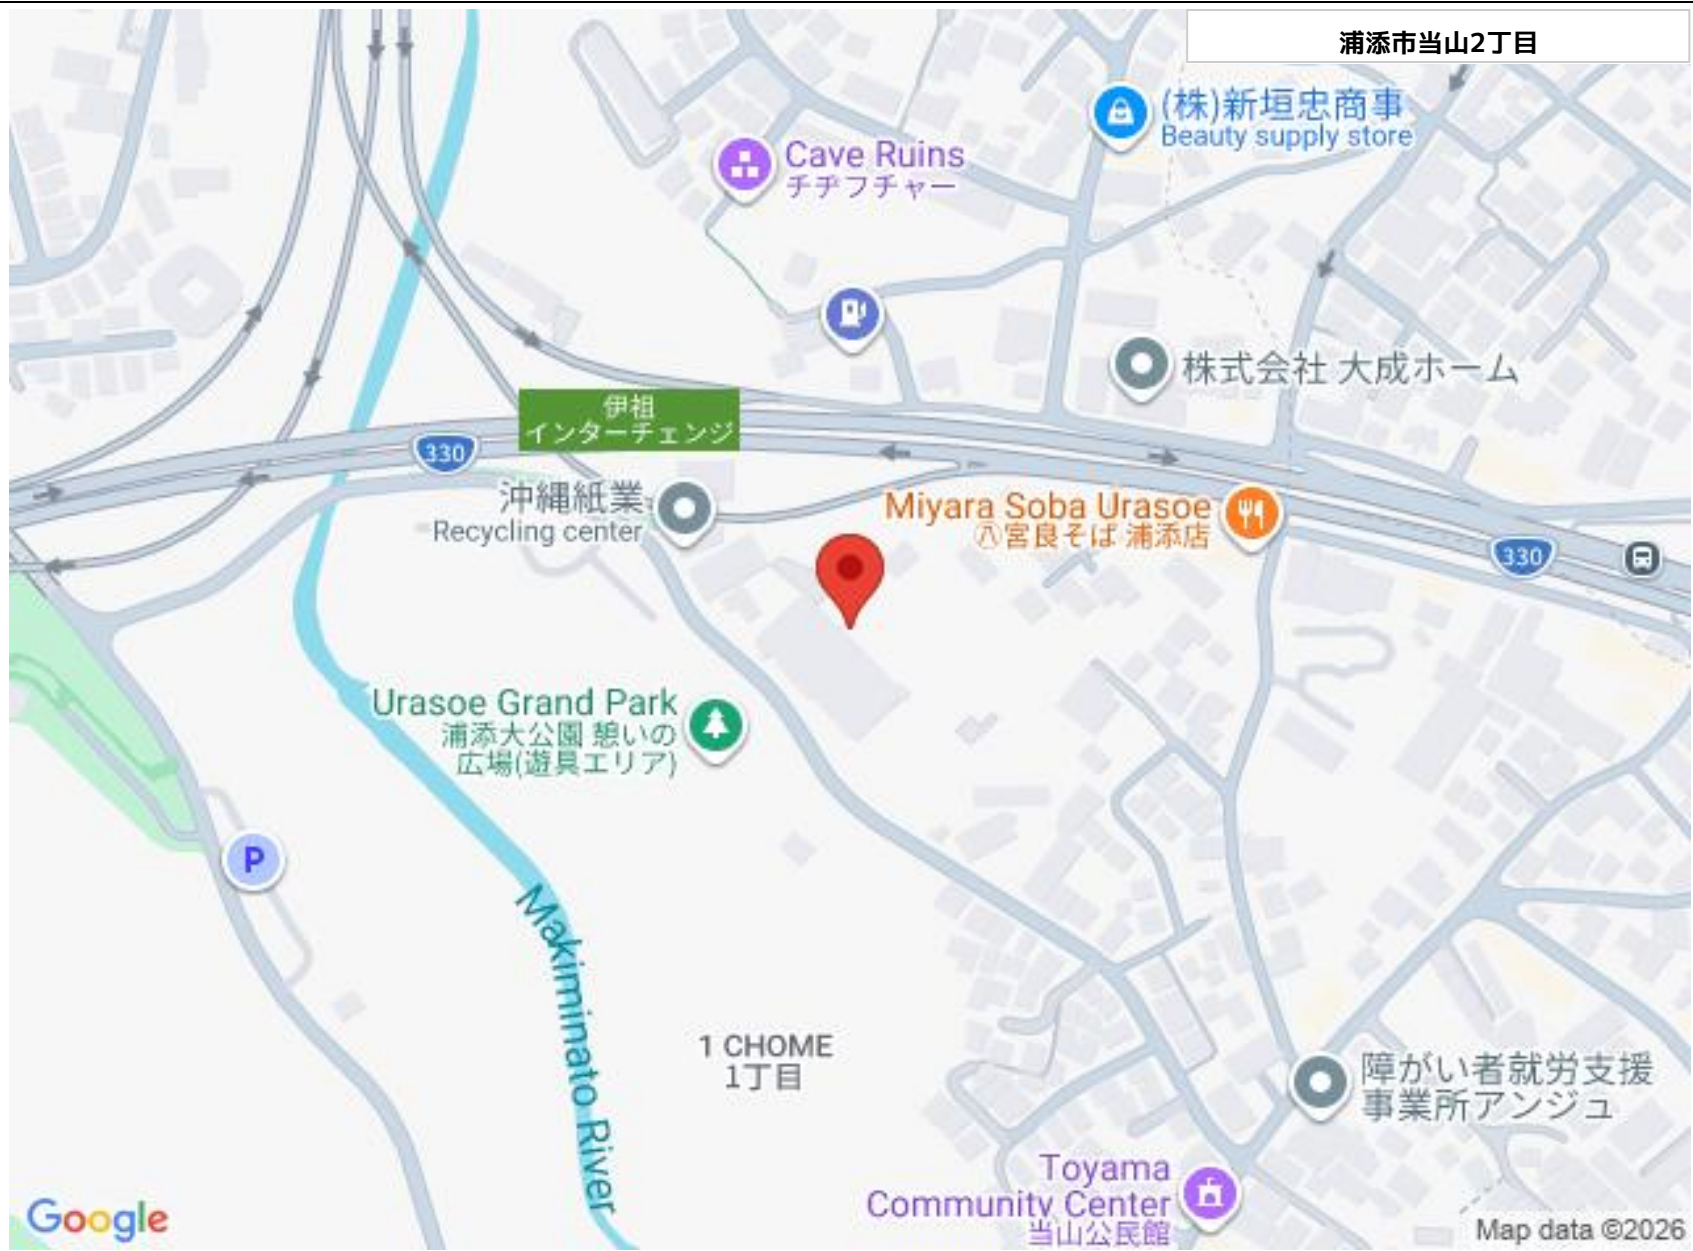 浦添市当山2丁目
(株)新垣忠商事
Beauty supply store
Cave Ruins
チヂフチャー
株式会社 大成ホーム
伊祖
インターチェンジ
330
沖縄紙業
Recycling center
Miyara Soba Urasoe
八宮良そば 浦添店
330
Urasoe Grand Park
浦添大公園 憩いの
広場(遊具エリア)
P
Makiminato River
1 CHOME
1丁目
障がい者就労支援
事業所アンジュ
Toyama
Community Center
当山公民館
Google
Map data ©2026